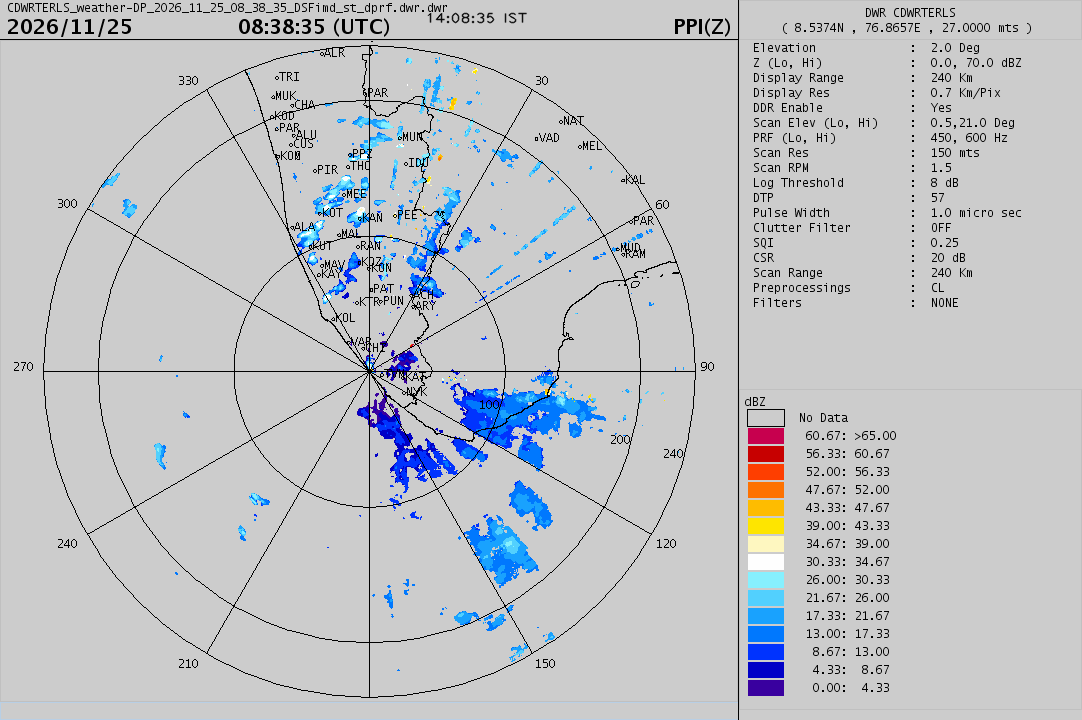 CDWRTERLS_weather-DP_2026_11_25_08_38_35_DSFimd_st_dprf.dwr.dwr
2026/11/25 08:38:35 (UTC) 14:08:35 IST PPI(Z)
DWR CDWRTERLS
( 8.5374N , 76.8657E , 27.0000 mts )
Elevation : 2.0 Deg
Z (Lo, Hi) : 0.0, 70.0 dBZ
Display Range : 240 Km
Display Res : 0.7 Km/Pix
DDR Enable : Yes
Scan Elev (Lo, Hi) : 0.5,21.0 Deg
PRF (Lo, Hi) : 450, 600 Hz
Scan Res : 150 mts
Scan RPM : 1.5
Log Threshold : 8 dB
DTP : 57
Pulse Width : 1.0 micro sec
Clutter Filter : OFF
SQI : 0.25
CSR : 20 dB
Scan Range : 240 Km
Preprocessings : CL
Filters : NONE
dBZ
No Data
60.67: >65.00
56.33: 60.67
52.00: 56.33
47.67: 52.00
43.33: 47.67
39.00: 43.33
34.67: 39.00
30.33: 34.67
26.00: 30.33
21.67: 26.00
17.33: 21.67
13.00: 17.33
8.67: 13.00
4.33: 8.67
0.00: 4.33
ALR
TRI
330
30
MUK
PAR
CHA
KOD
NAT
PAR
ALU
MUN
VAD
CUS
MEL
KOM
PPZ
PIR
THO
IDU
KAL
MEE
300
60
KOT
KAN
PEE
PAR
ALA
MAL
KUT
RAN
MUD
RAM
MAV
KOZ
KON
KAY
PAT
ACH
KTR
PUN
ARY
KOL
VAR
CHI
270
90
KAT
NYK
100
200
240
240
120
210
150